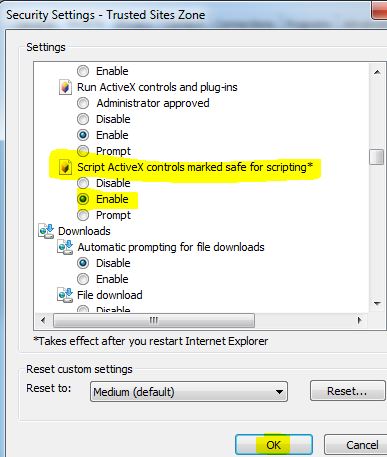 Security Settings - Trusted Sites Zone
Settings
Enable
Run ActiveX controls and plug-ins
Administrator approved
Disable
Enable
Prompt
Script ActiveX controls marked safe for scripting*
Disable
Enable
Prompt
Downloads
Automatic prompting for file downloads
Disable
Enable
File download
Disable
*Takes effect after you restart Internet Explorer
Reset custom settings
Reset to: Medium (default) Reset...
OK Cancel